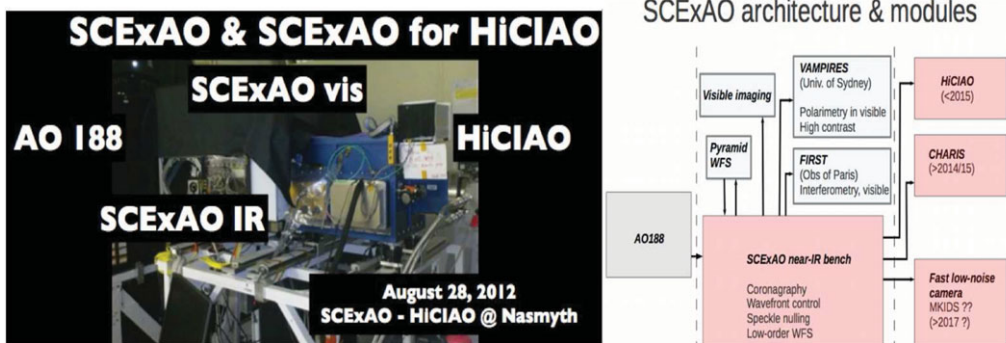 SCExAO & SCExAO for HiCIAO
SCExAO vis
AO 188
HiCIAO
SCExAO IR
August 28, 2012
SCExAO - HiCIAO @ Nasmyth
SCExAO architecture & modules
AO188
Visible imaging
Pyramid
WFS
VAMPIRES
(Univ. of Sydney)
Polarimetry in visible
High contrast
FIRST
(Obs of Paris)
Interferometry, visible
SCExAO near-IR bench
Coronagraphy
Wavefront control
Speckle nulling
Low-order WFS
HiCIAO
(<2015)
CHARIS
(>2014/15)
Fast low-noise
camera
MKIDS ??
(>2017 ?)